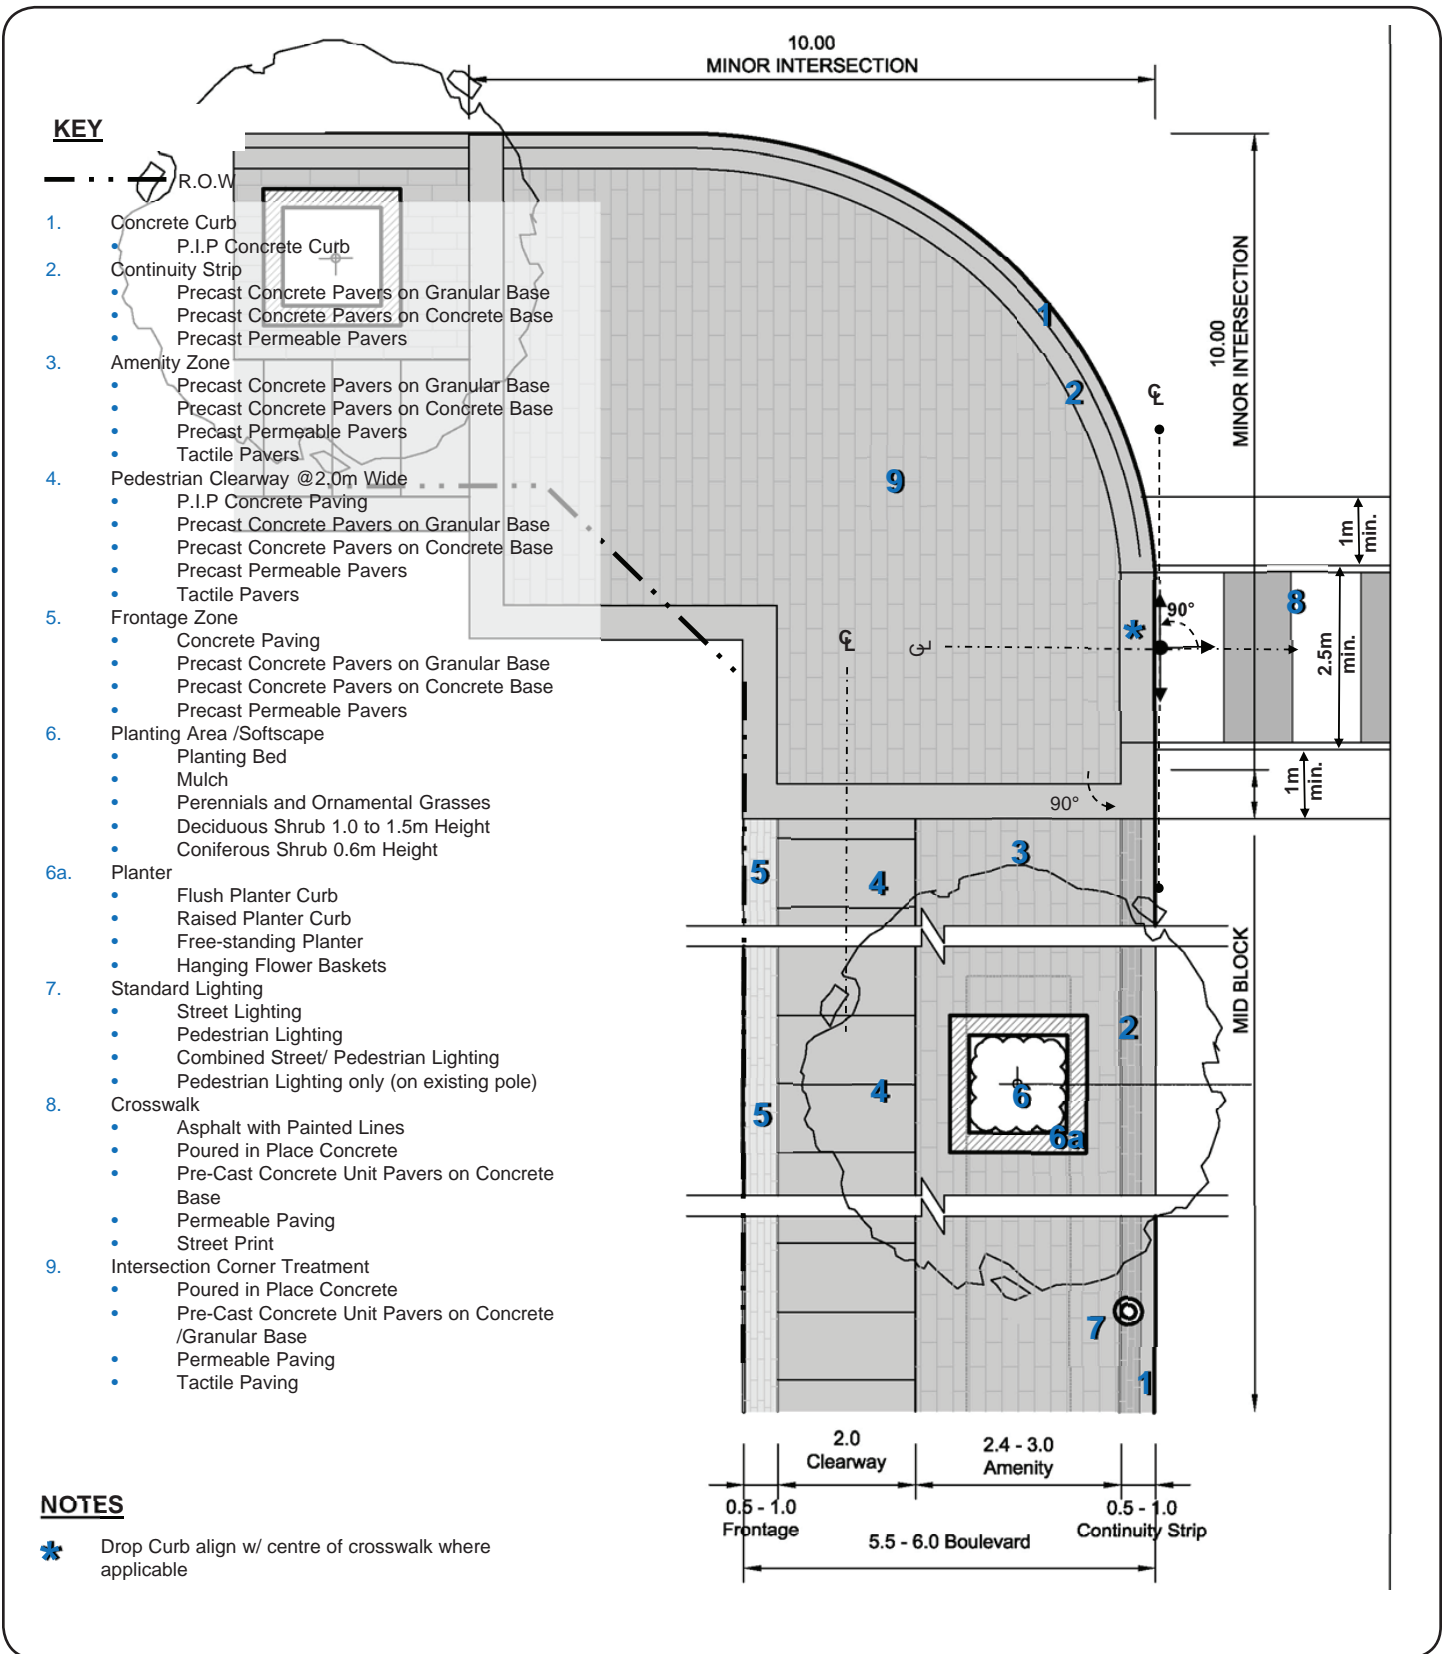 10.00
MINOR INTERSECTION
KEY
R.O.W
1. Concrete Curb
• P.I.P Concrete Curb
2. Continuity Strip
• Precast Concrete Pavers on Granular Base
• Precast Concrete Pavers on Concrete Base
• Precast Permeable Pavers
3. Amenity Zone
• Precast Concrete Pavers on Granular Base
• Precast Concrete Pavers on Concrete Base
• Precast Permeable Pavers
• Tactile Pavers
4. Pedestrian Clearway @2.0m Wide
• P.I.P Concrete Paving
• Precast Concrete Pavers on Granular Base
• Precast Concrete Pavers on Concrete Base
• Precast Permeable Pavers
• Tactile Pavers
5. Frontage Zone
• Concrete Paving
• Precast Concrete Pavers on Granular Base
• Precast Concrete Pavers on Concrete Base
• Precast Permeable Pavers
6. Planting Area /Softscape
• Planting Bed
• Mulch
• Perennials and Ornamental Grasses
• Deciduous Shrub 1.0 to 1.5m Height
• Coniferous Shrub 0.6m Height
6a. Planter
• Flush Planter Curb
• Raised Planter Curb
• Free-standing Planter
• Hanging Flower Baskets
7. Standard Lighting
• Street Lighting
• Pedestrian Lighting
• Combined Street/ Pedestrian Lighting
• Pedestrian Lighting only (on existing pole)
8. Crosswalk
• Asphalt with Painted Lines
• Poured in Place Concrete
• Pre-Cast Concrete Unit Pavers on Concrete
Base
• Permeable Paving
• Street Print
9. Intersection Corner Treatment
• Poured in Place Concrete
• Pre-Cast Concrete Unit Pavers on Concrete
/Granular Base
• Permeable Paving
• Tactile Paving
NOTES
* Drop Curb align w/ centre of crosswalk where
applicable
1
2
9
10.00
MINOR INTERSECTION
℄
1m
min.
8
90°
*
℄
℄
2.5m
min.
1m
min.
90°
3
5
4
MID BLOCK
2
4
5
6
6a
7
1
2.0
Clearway
2.4 - 3.0
Amenity
0.5 - 1.0
Frontage
0.5 - 1.0
Continuity Strip
5.5 - 6.0 Boulevard